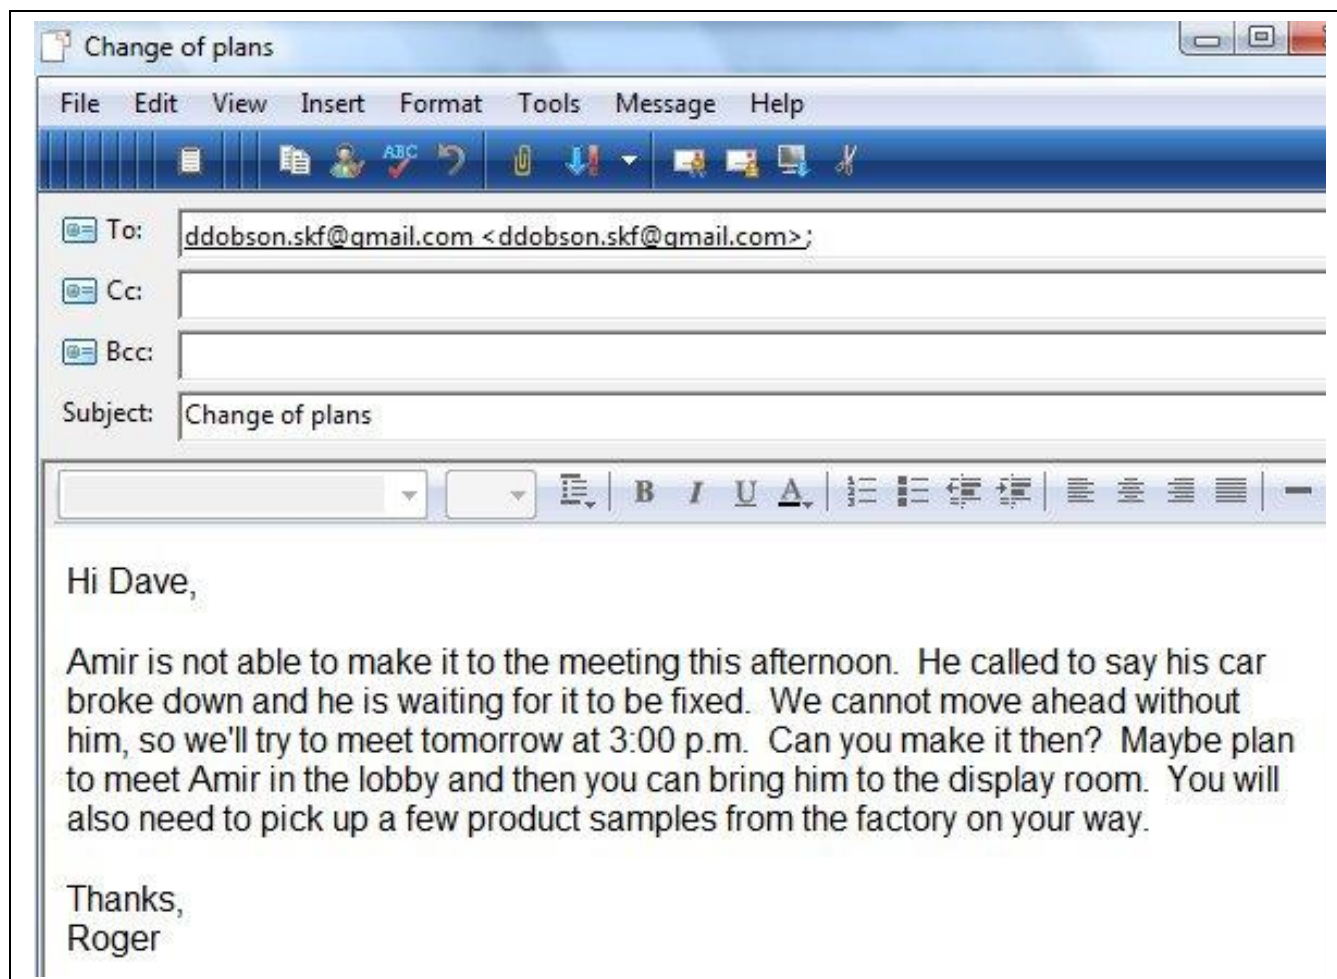 Change of plans
File Edit View Insert Format Tools Message Help
ABC
To: ddobson.skf@gmail.com <ddobson.skf@gmail.com>;
Cc:
Bcc:
Subject: Change of plans
B I U A
Hi Dave,
Amir is not able to make it to the meeting this afternoon. He called to say his car
broke down and he is waiting for it to be fixed. We cannot move ahead without
him, so we'll try to meet tomorrow at 3:00 p.m. Can you make it then? Maybe plan
to meet Amir in the lobby and then you can bring him to the display room. You will
also need to pick up a few product samples from the factory on your way.
Thanks,
Roger